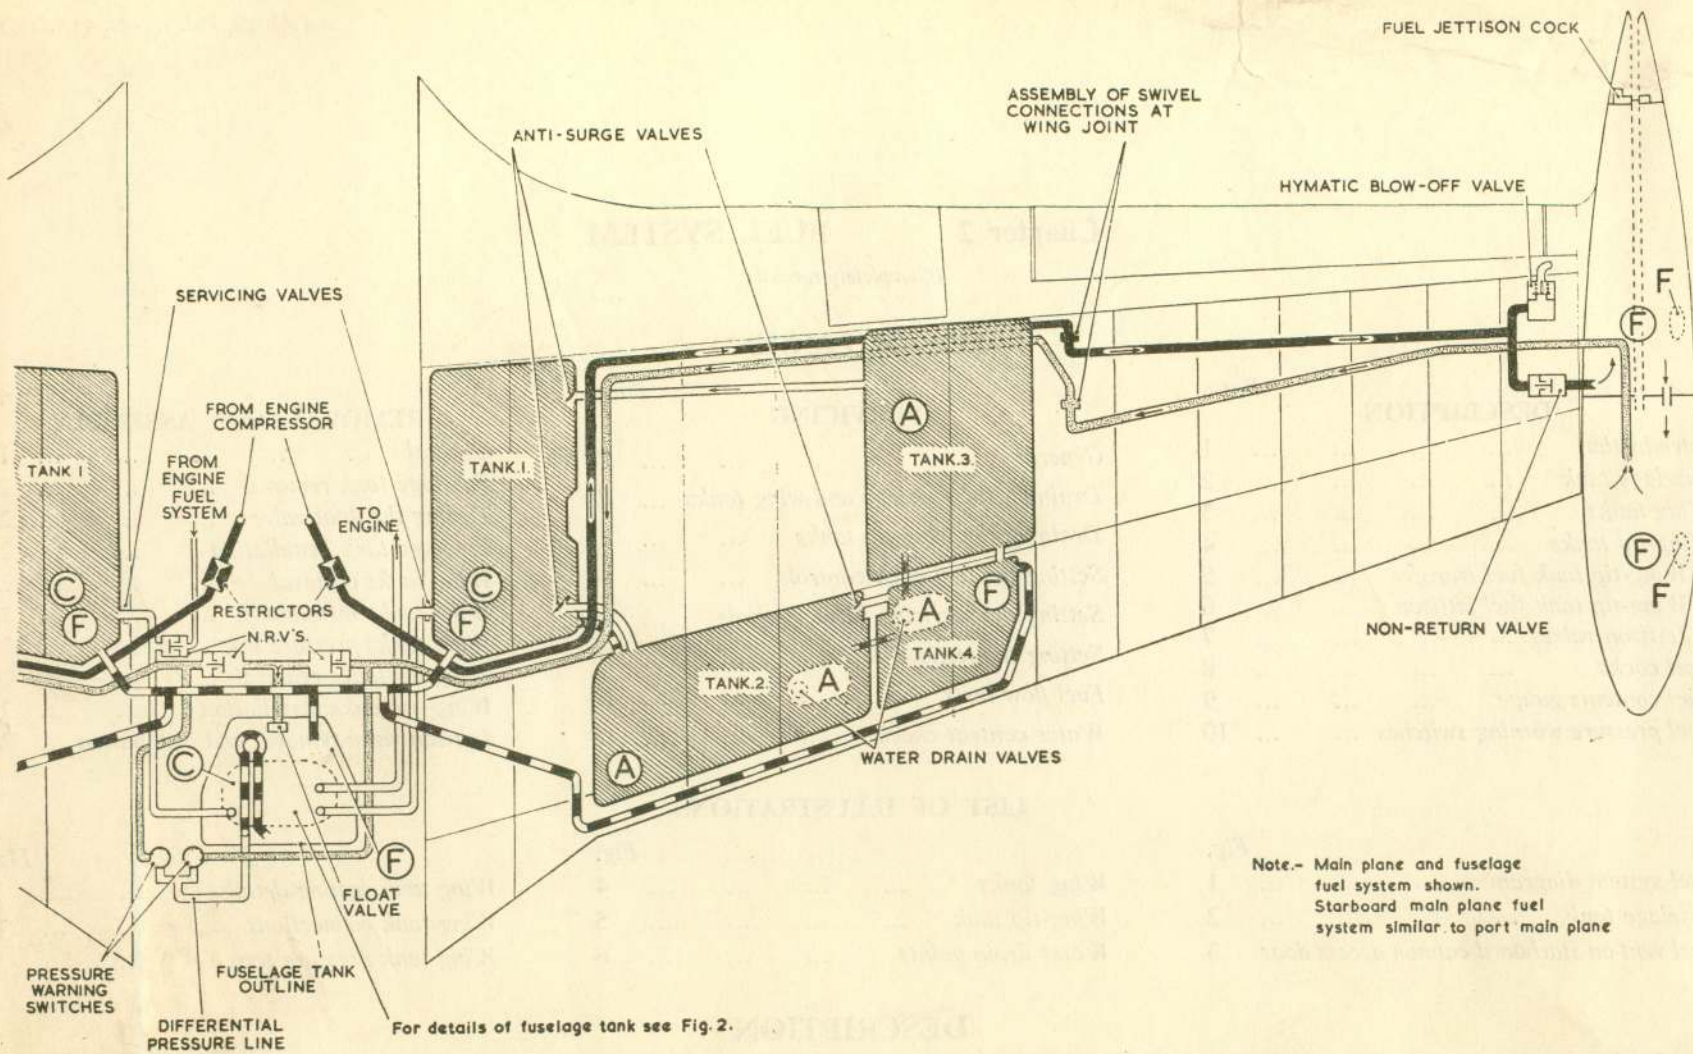 FUEL JETTISON COCK
ASSEMBLY OF SWIVEL
CONNECTIONS AT
WING JOINT
ANTI-SURGE VALVES
HYMATIC BLOW-OFF VALVE
SERVICING VALVES
F
F
FROM ENGINE
COMPRESSOR
FROM
ENGINE
FUEL
SYSTEM
TO
ENGINE
TANK 1
TANK.1.
A
TANK.3.
C
F
RESTRICTORS
N.R.V'S.
C
F
F
A
TANK.4.
TANK.2.
A
A
WATER DRAIN VALVES
F
F
NON-RETURN VALVE
C
F
FLOAT
VALVE
PRESSURE
WARNING
SWITCHES
FUSELAGE TANK
OUTLINE
DIFFERENTIAL
PRESSURE LINE
For details of fuselage tank see Fig. 2.
Note.- Main plane and fuselage
fuel system shown.
Starboard main plane fuel
system similar to port main plane